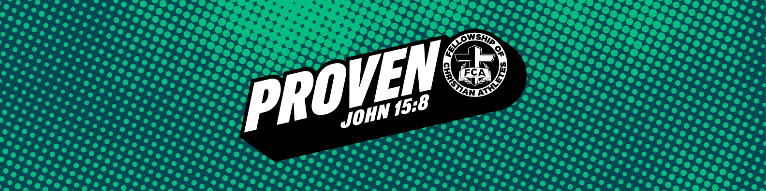 PROVEN
JOHN 15:8
FELLOWSHIP OF
CHRISTIAN ATHLETES
FCA